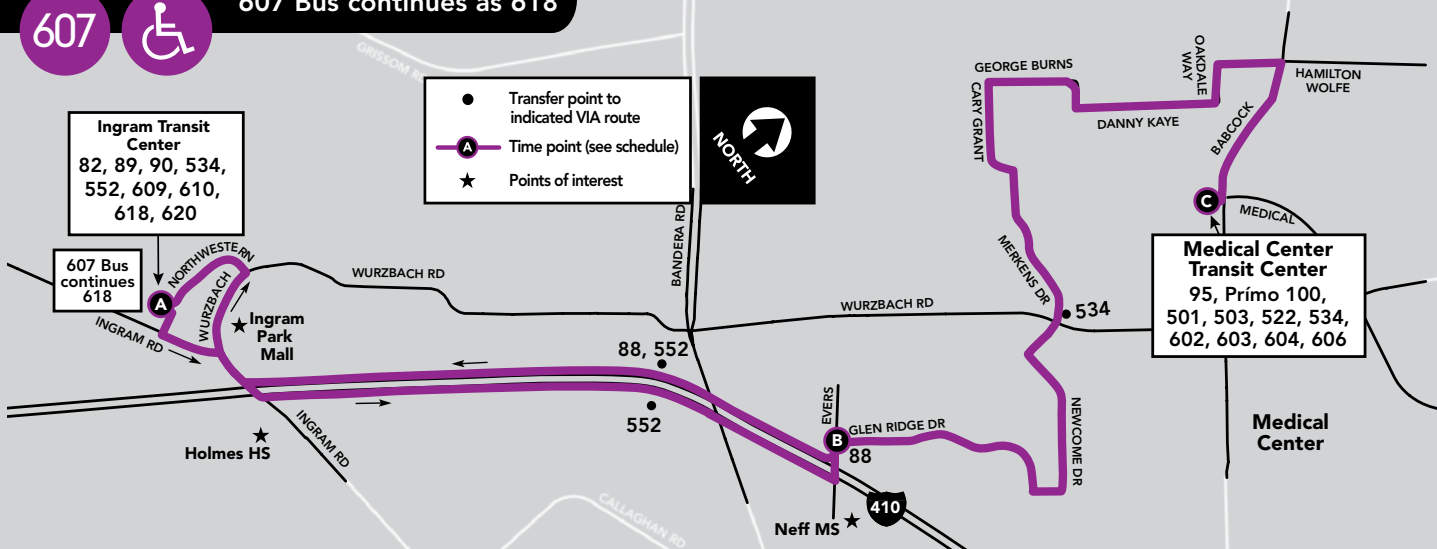 607 Bus continues as 618
607
GRISSOM RD
Transfer point to
indicated VIA route
A
Time point (see schedule)
Points of interest
NORTH
Ingram Transit
Center
82, 89, 90, 534,
552, 609, 610,
618, 620
607 Bus
continues
618
A
NORTHWESTERN
WURZBACH
INGRAM RD
Ingram
Park
Mall
WURZBACH RD
BANDERA RD
WURZBACH RD
GEORGE BURNS
CARY GRANT
DANNY KAYE
OAKDALE
WAY
HAMILTON
WOLFE
BABCOCK
C
MEDICAL
Medical Center
Transit Center
95, Prímo 100,
501, 503, 522, 534,
602, 603, 604, 606
MERKENS DR
534
88, 552
552
EVERS
B
GLEN RIDGE DR
88
NEWCOME DR
Medical
Center
Holmes HS
INGRAM RD
CALLAGHAN RD
Neff MS
410